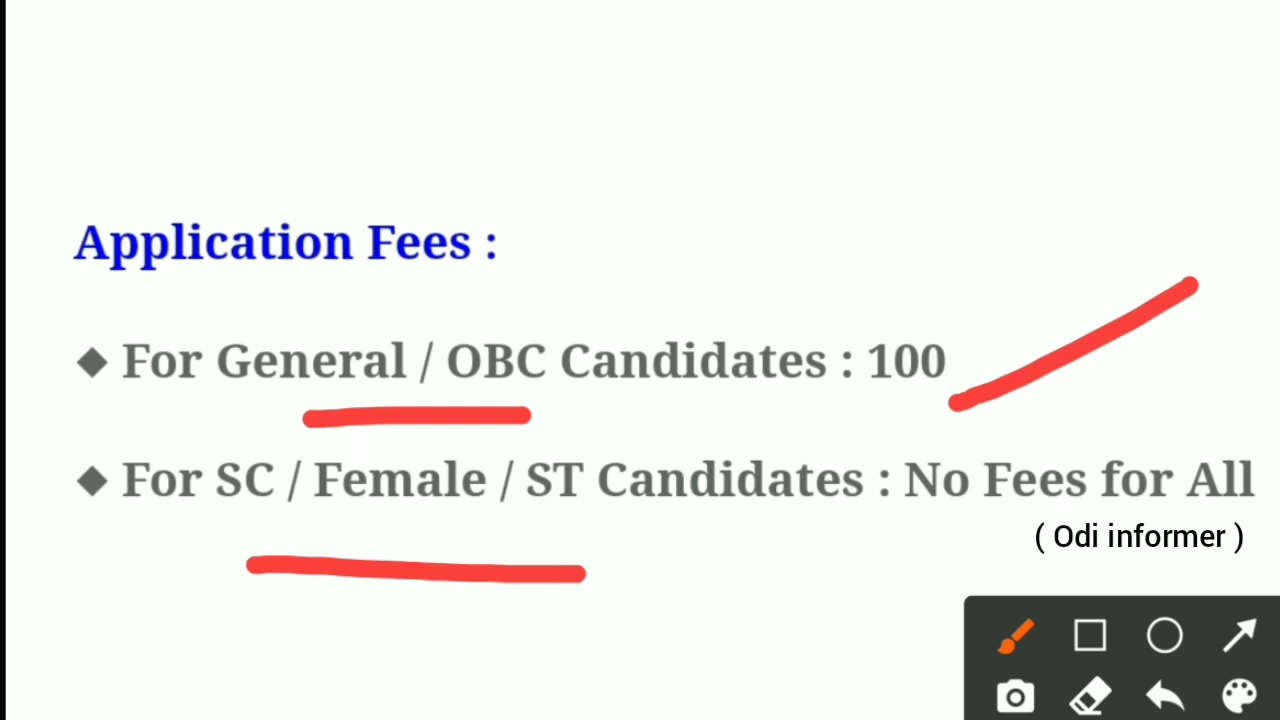 Application Fees :
◆ For General / OBC Candidates : 100
◆ For SC / Female / ST Candidates : No Fees for All
( Odi informer )